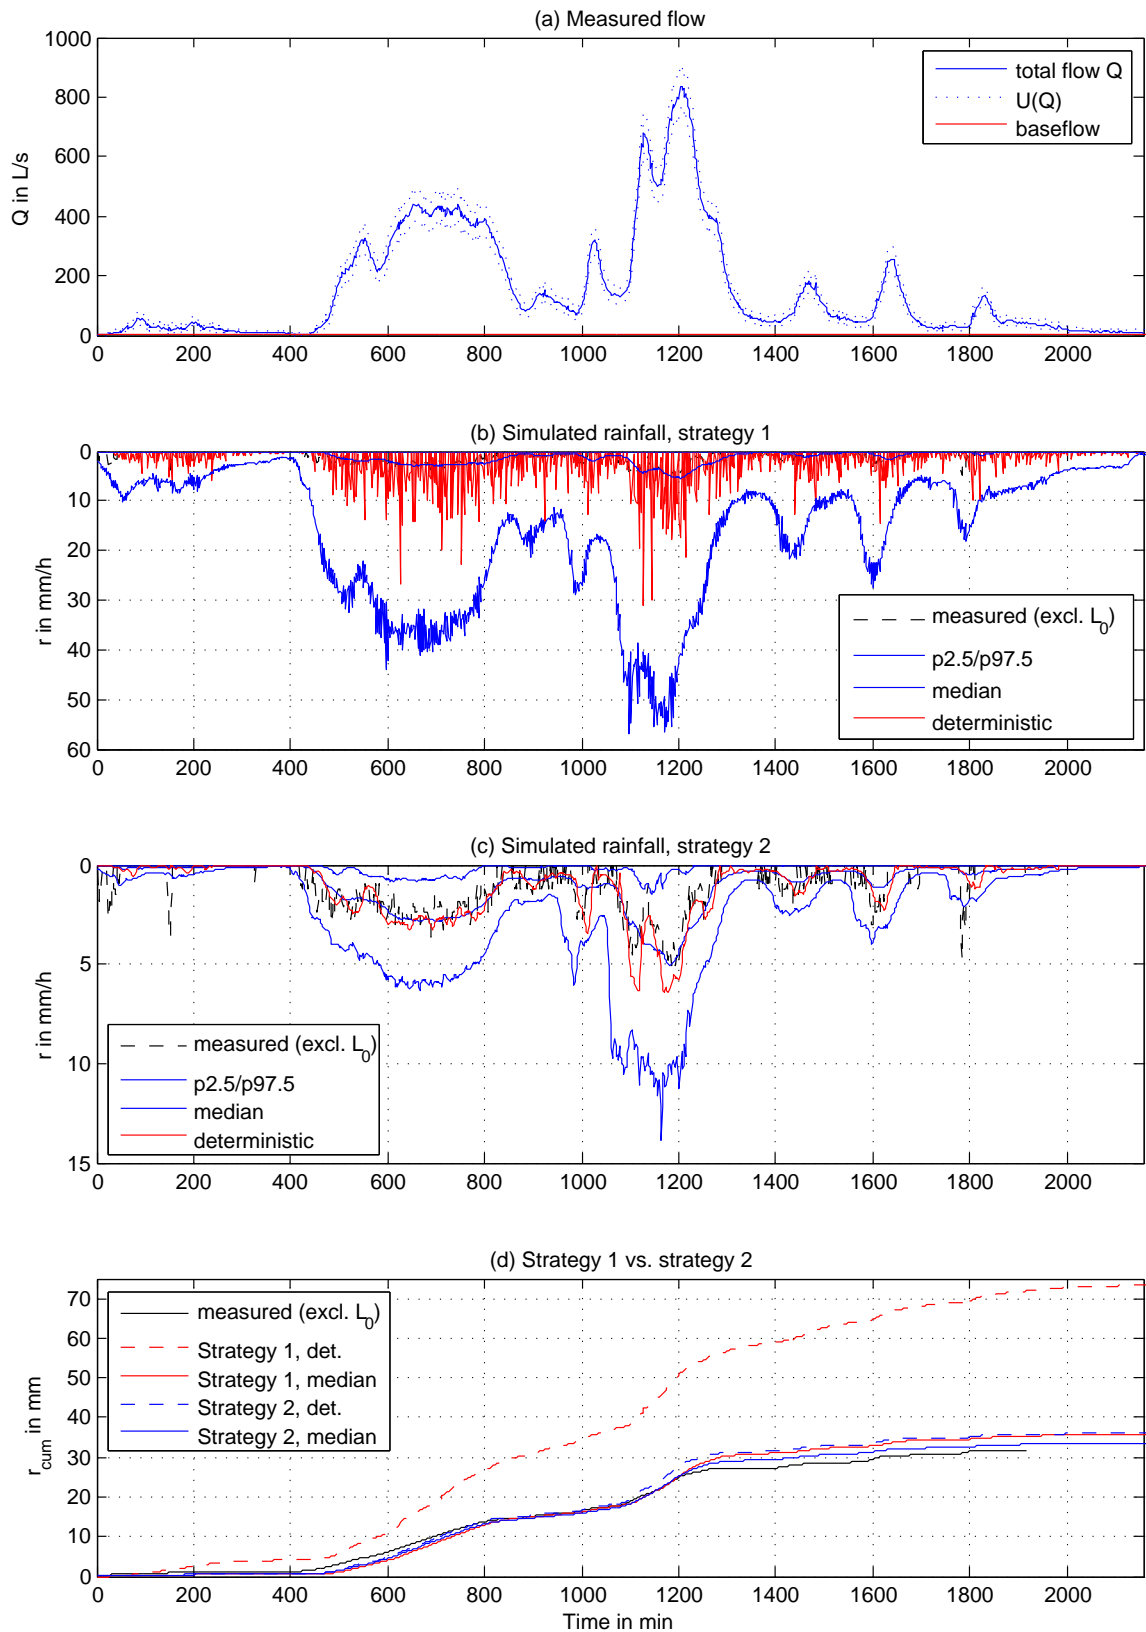 (a) Measured flow
1000
800
600
400
200
0
Q in L/s
total flow Q
U(Q)
baseflow
0 200 400 600 800 1000 1200 1400 1600 1800 2000
(b) Simulated rainfall, strategy 1
0
10
20
30
40
50
60
r in mm/h
measured (excl. L_0)
p2.5/p97.5
median
deterministic
0 200 400 600 800 1000 1200 1400 1600 1800 2000
(c) Simulated rainfall, strategy 2
0
5
10
15
r in mm/h
measured (excl. L_0)
p2.5/p97.5
median
deterministic
0 200 400 600 800 1000 1200 1400 1600 1800 2000
(d) Strategy 1 vs. strategy 2
70
60
50
40
30
20
10
0
r_cum in mm
measured (excl. L_0)
Strategy 1, det.
Strategy 1, median
Strategy 2, det.
Strategy 2, median
0 200 400 600 800 1000 1200 1400 1600 1800 2000
Time in min